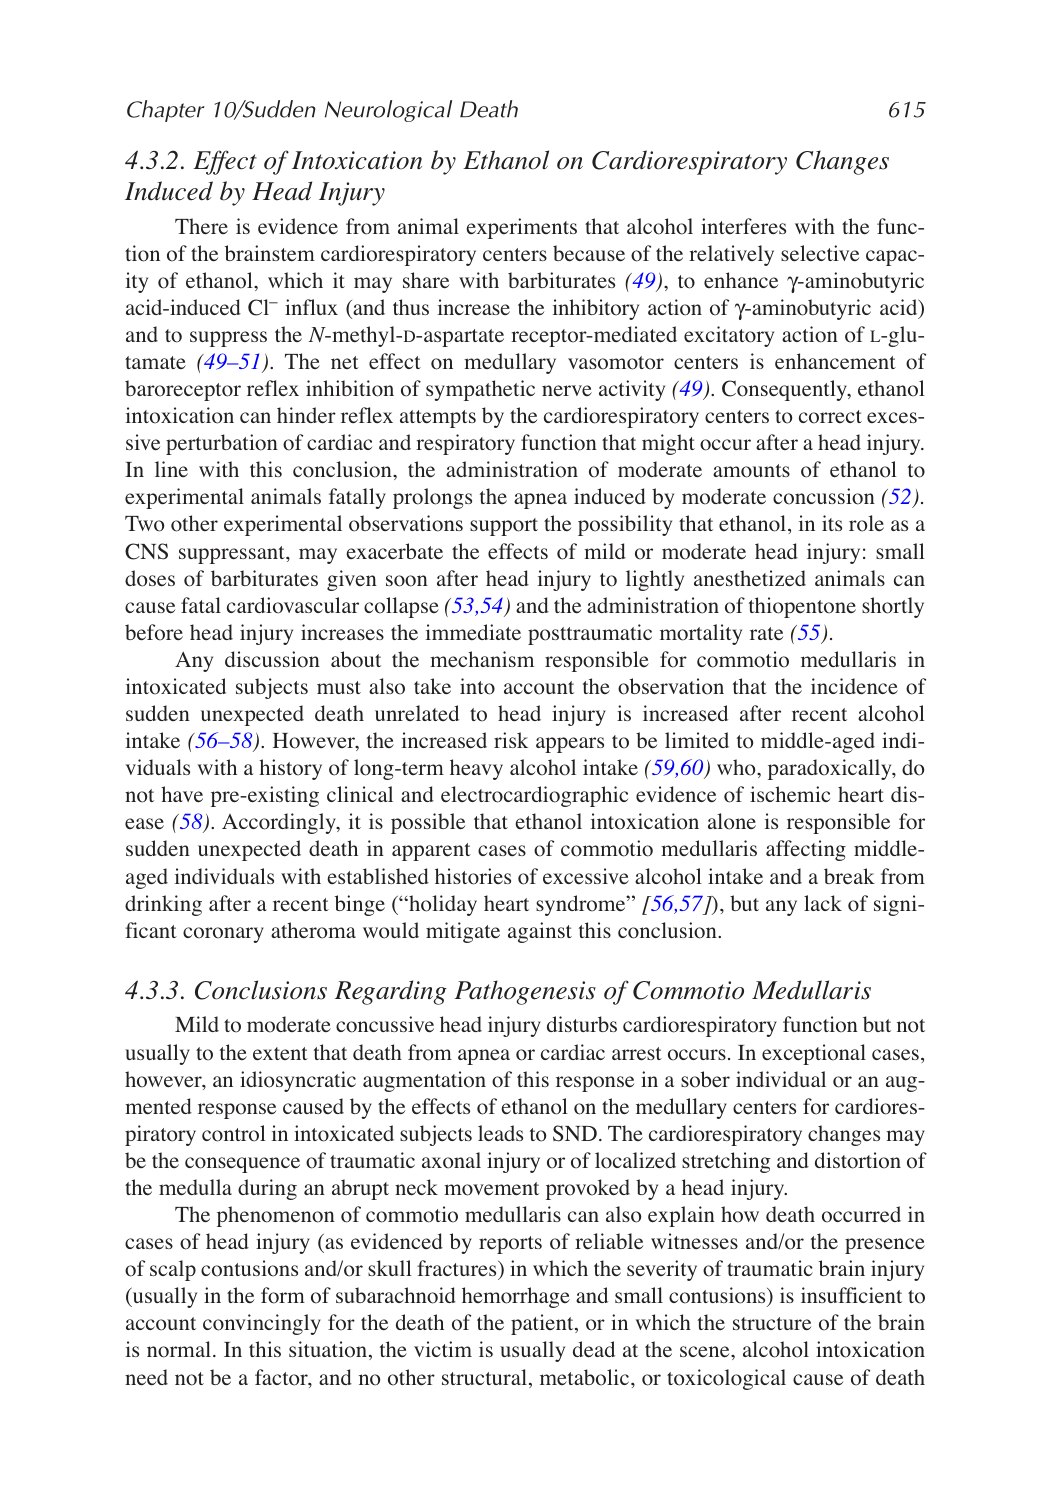 Chapter 10/Sudden Neurological Death 615
4.3.2. Effect of Intoxication by Ethanol on Cardiorespiratory Changes
Induced by Head Injury
There is evidence from animal experiments that alcohol interferes with the func-
tion of the brainstem cardiorespiratory centers because of the relatively selective capac-
ity of ethanol, which it may share with barbiturates (49), to enhance γ-aminobutyric
acid-induced Cl⁻ influx (and thus increase the inhibitory action of γ-aminobutyric acid)
and to suppress the N-methyl-D-aspartate receptor-mediated excitatory action of L-glu-
tamate (49–51). The net effect on medullary vasomotor centers is enhancement of
baroreceptor reflex inhibition of sympathetic nerve activity (49). Consequently, ethanol
intoxication can hinder reflex attempts by the cardiorespiratory centers to correct exces-
sive perturbation of cardiac and respiratory function that might occur after a head injury.
In line with this conclusion, the administration of moderate amounts of ethanol to
experimental animals fatally prolongs the apnea induced by moderate concussion (52).
Two other experimental observations support the possibility that ethanol, in its role as a
CNS suppressant, may exacerbate the effects of mild or moderate head injury: small
doses of barbiturates given soon after head injury to lightly anesthetized animals can
cause fatal cardiovascular collapse (53,54) and the administration of thiopentone shortly
before head injury increases the immediate posttraumatic mortality rate (55).
Any discussion about the mechanism responsible for commotio medullaris in
intoxicated subjects must also take into account the observation that the incidence of
sudden unexpected death unrelated to head injury is increased after recent alcohol
intake (56–58). However, the increased risk appears to be limited to middle-aged indi-
viduals with a history of long-term heavy alcohol intake (59,60) who, paradoxically, do
not have pre-existing clinical and electrocardiographic evidence of ischemic heart dis-
ease (58). Accordingly, it is possible that ethanol intoxication alone is responsible for
sudden unexpected death in apparent cases of commotio medullaris affecting middle-
aged individuals with established histories of excessive alcohol intake and a break from
drinking after a recent binge (“holiday heart syndrome” [56,57]), but any lack of signi-
ficant coronary atheroma would mitigate against this conclusion.
4.3.3. Conclusions Regarding Pathogenesis of Commotio Medullaris
Mild to moderate concussive head injury disturbs cardiorespiratory function but not
usually to the extent that death from apnea or cardiac arrest occurs. In exceptional cases,
however, an idiosyncratic augmentation of this response in a sober individual or an aug-
mented response caused by the effects of ethanol on the medullary centers for cardiores-
piratory control in intoxicated subjects leads to SND. The cardiorespiratory changes may
be the consequence of traumatic axonal injury or of localized stretching and distortion of
the medulla during an abrupt neck movement provoked by a head injury.
The phenomenon of commotio medullaris can also explain how death occurred in
cases of head injury (as evidenced by reports of reliable witnesses and/or the presence
of scalp contusions and/or skull fractures) in which the severity of traumatic brain injury
(usually in the form of subarachnoid hemorrhage and small contusions) is insufficient to
account convincingly for the death of the patient, or in which the structure of the brain
is normal. In this situation, the victim is usually dead at the scene, alcohol intoxication
need not be a factor, and no other structural, metabolic, or toxicological cause of death